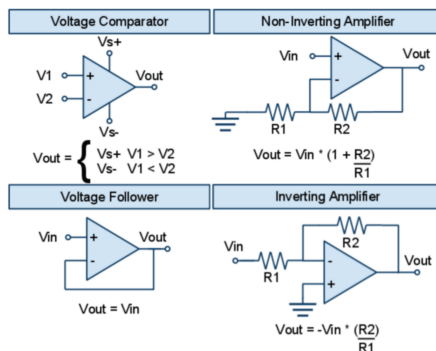 Voltage Comparator
Vs+
V1
+
Vout
V2
-
Vs-
Vout = { Vs+ V1 > V2
Vs- V1 < V2
Non-Inverting Amplifier
Vin
+
Vout
-
R1
R2
Vout = Vin * (1 + R2)
R1
Voltage Follower
Vin
+
Vout
-
Vout = Vin
Inverting Amplifier
Vin
R2
R1
-
+
Vout
Vout = -Vin * (R2)
R1